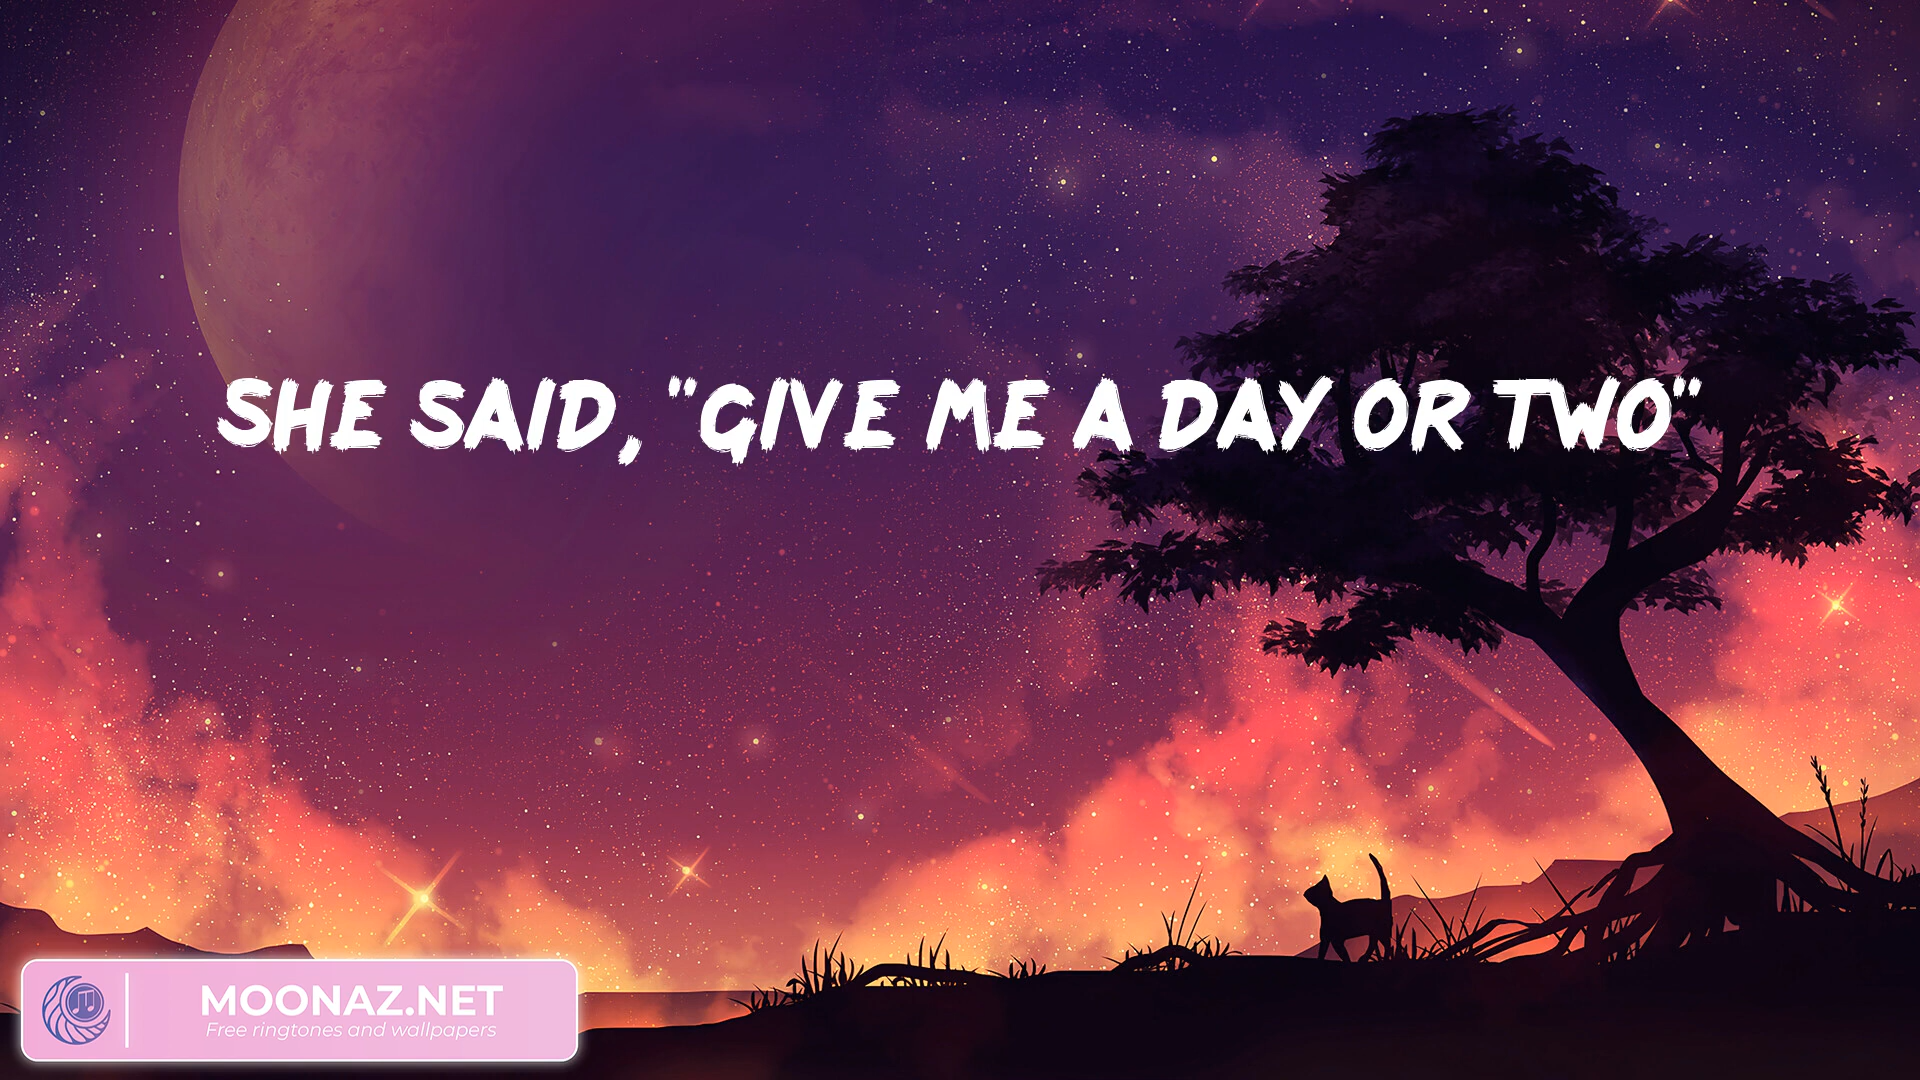 SHE SAID, "GIVE ME A DAY OR TWO"
MOONAZ.NET
Free ringtones and wallpapers